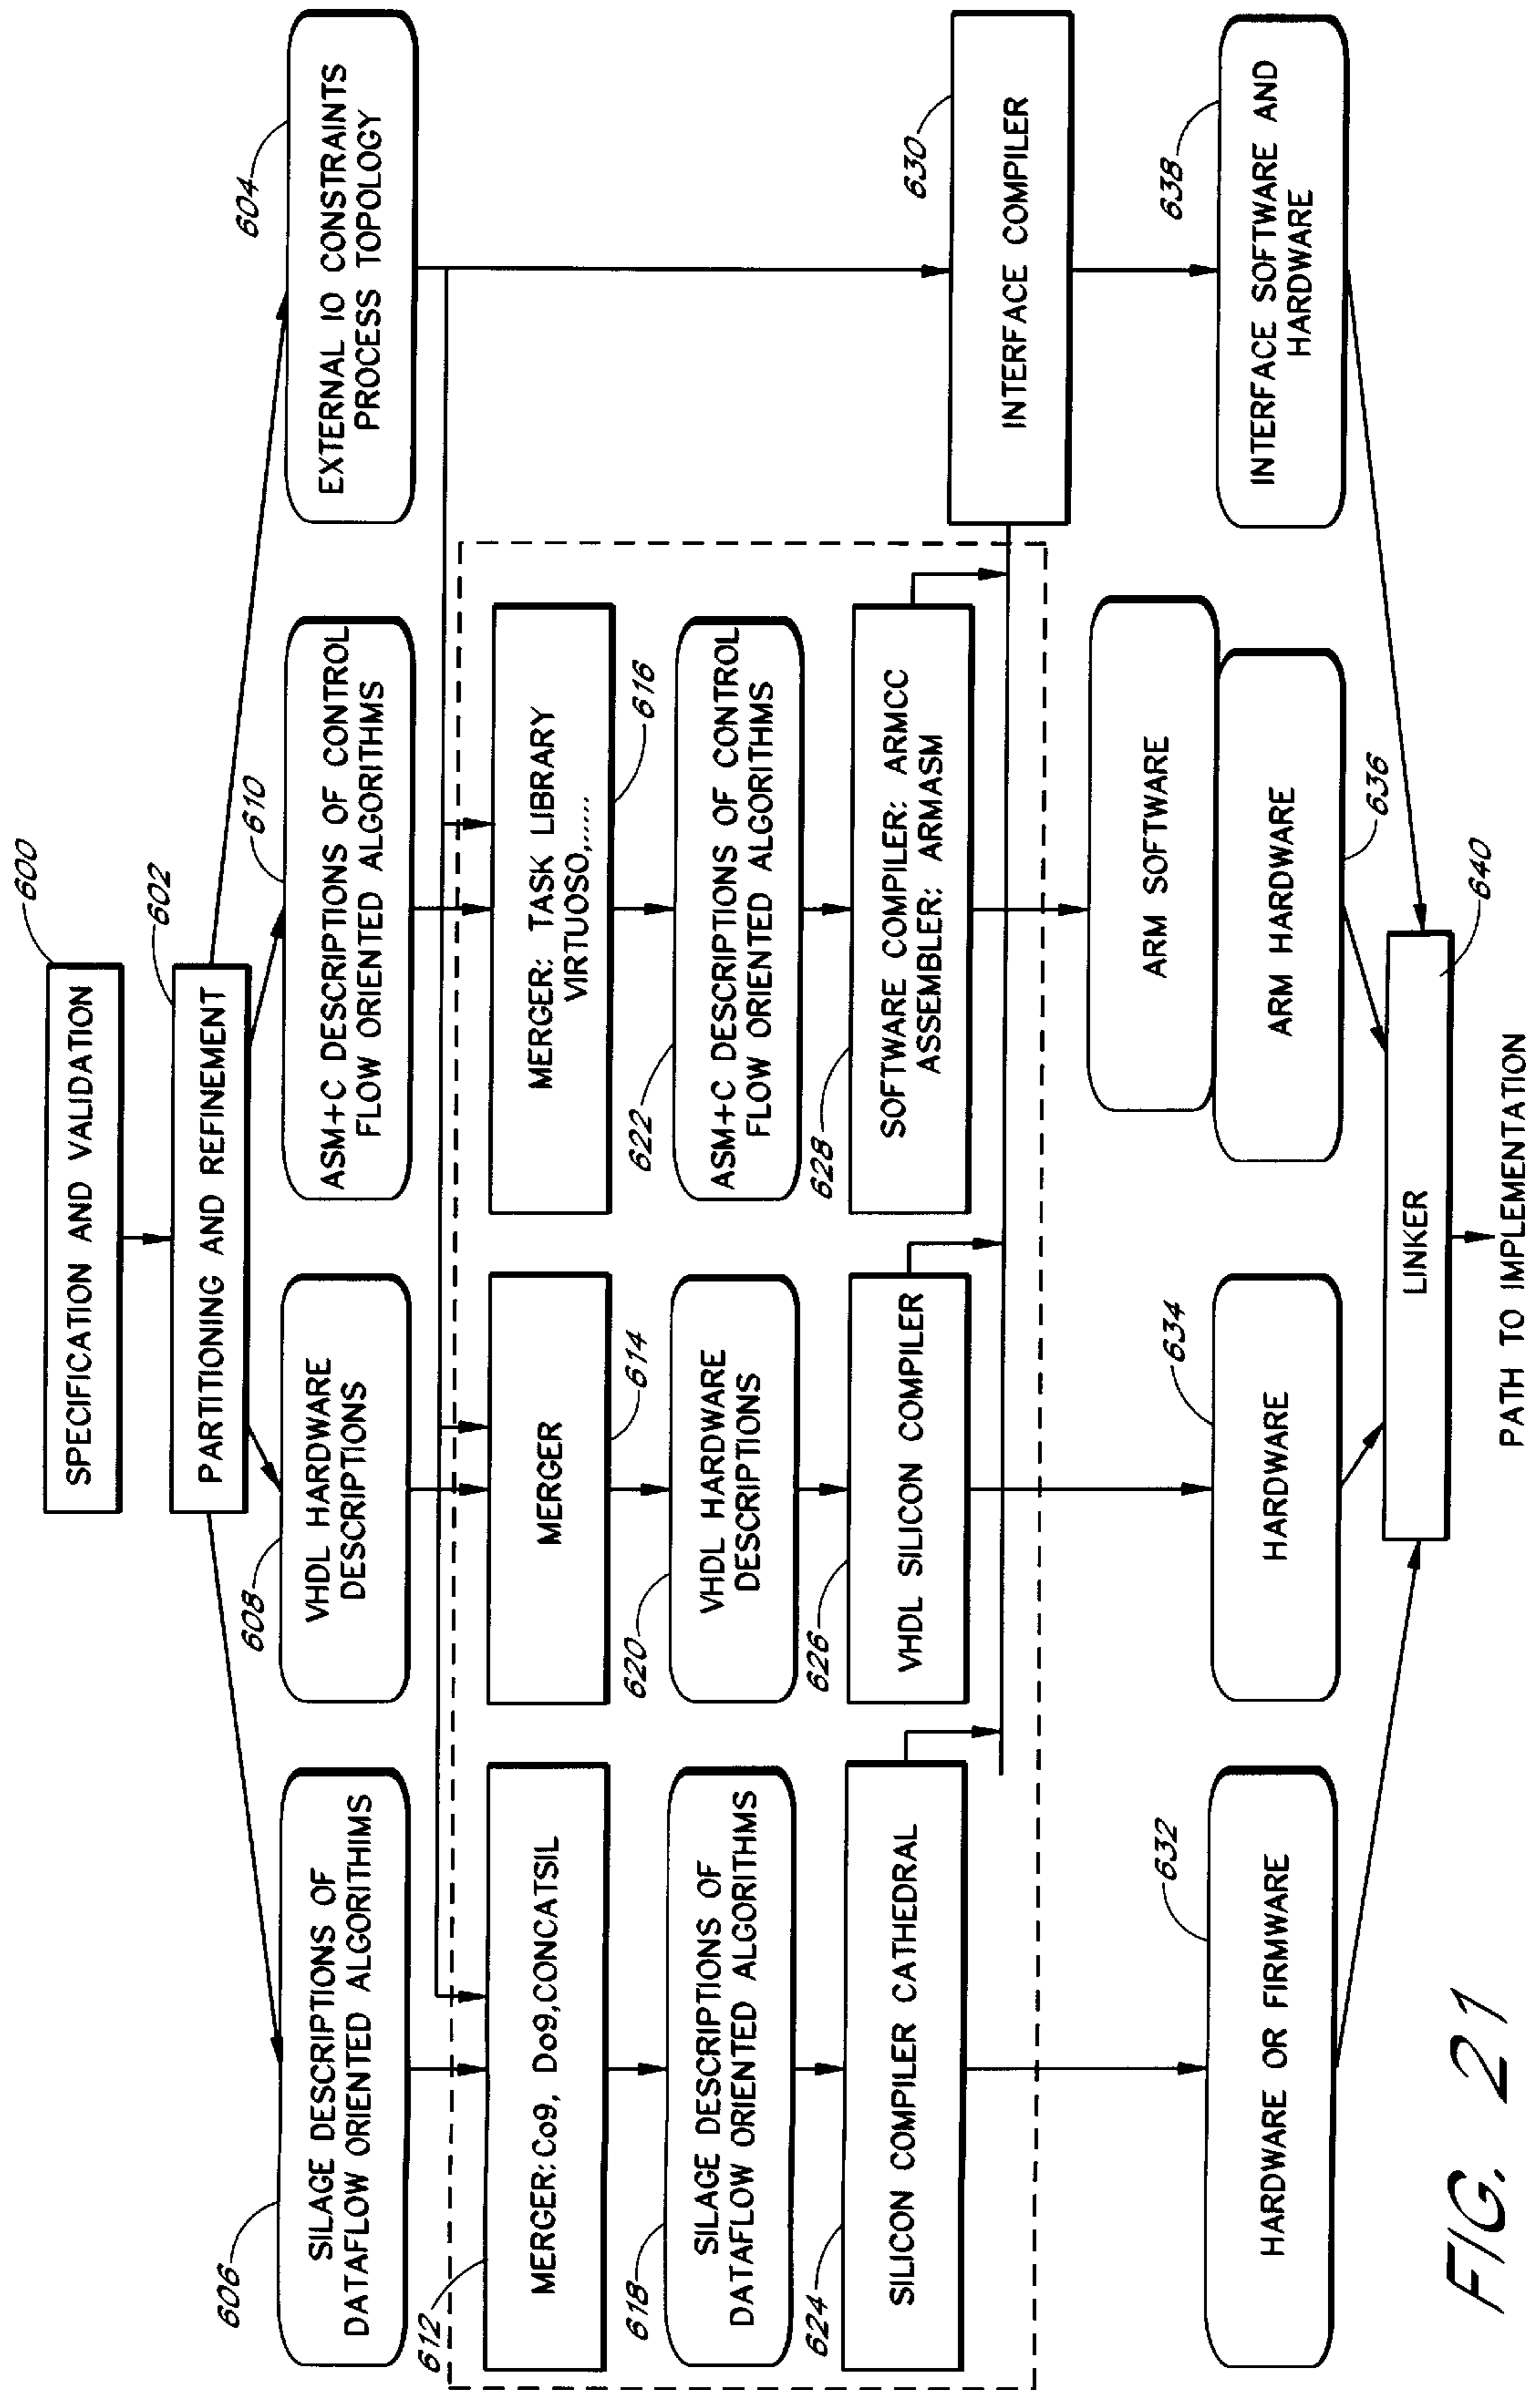 600
SPECIFICATION AND VALIDATION
602
PARTITIONING AND REFINEMENT
606
SILAGE DESCRIPTIONS OF
DATAFLOW ORIENTED ALGORITHIMS
608
VHDL HARDWARE
DESCRIPTIONS
610
ASM+C DESCRIPTIONS OF CONTROL
FLOW ORIENTED ALGORITHMS
604
EXTERNAL IO CONSTRAINTS
PROCESS TOPOLOGY
612
MERGER: Co9, Do9,CONCATSIL
MERGER
614
MERGER: TASK LIBRARY
VIRTUOSO,.....
616
618
SILAGE DESCRIPTIONS OF
DATAFLOW ORIENTED ALGORITHMS
620
VHDL HARDWARE
DESCRIPTIONS
622
ASM+C DESCRIPTIONS OF CONTROL
FLOW ORIENTED ALGORITHMS
624
SILICON COMPILER CATHEDRAL
626
VHDL SILICON COMPILER
628
SOFTWARE COMPILER: ARMCC
ASSEMBLER: ARMASM
630
INTERFACE COMPILER
632
HARDWARE OR FIRMWARE
634
HARDWARE
ARM SOFTWARE
ARM HARDWARE
636
638
INTERFACE SOFTWARE AND
HARDWARE
LINKER
640
PATH TO IMPLEMENTATION
FIG. 21